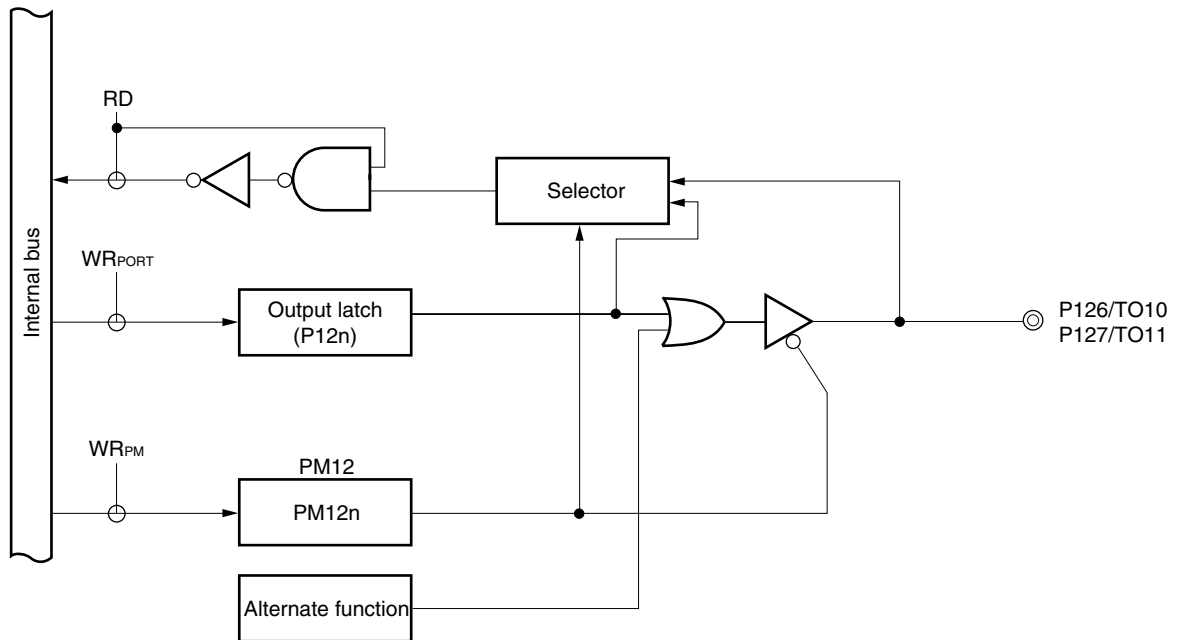 RD
Selector
Internal bus
WRPORT
Output latch
(P12n)
P126/TO10
P127/TO11
WRPM
PM12
PM12n
Alternate function